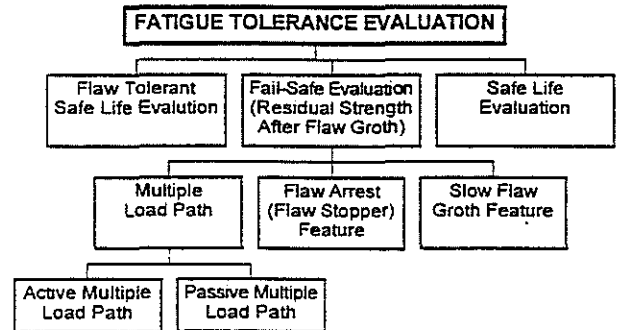 FATIGUE TOLERANCE EVALUATION
Flaw Tolerant
Safe Life Evalution
Fail-Safe Evaluation
(Residual Strength
After Flaw Groth)
Safe Life
Evaluation
Multiple
Load Path
Flaw Arrest
(Flaw Stopper)
Feature
Slow Flaw
Groth Feature
Active Multiple
Load Path
Passive Multiple
Load Path